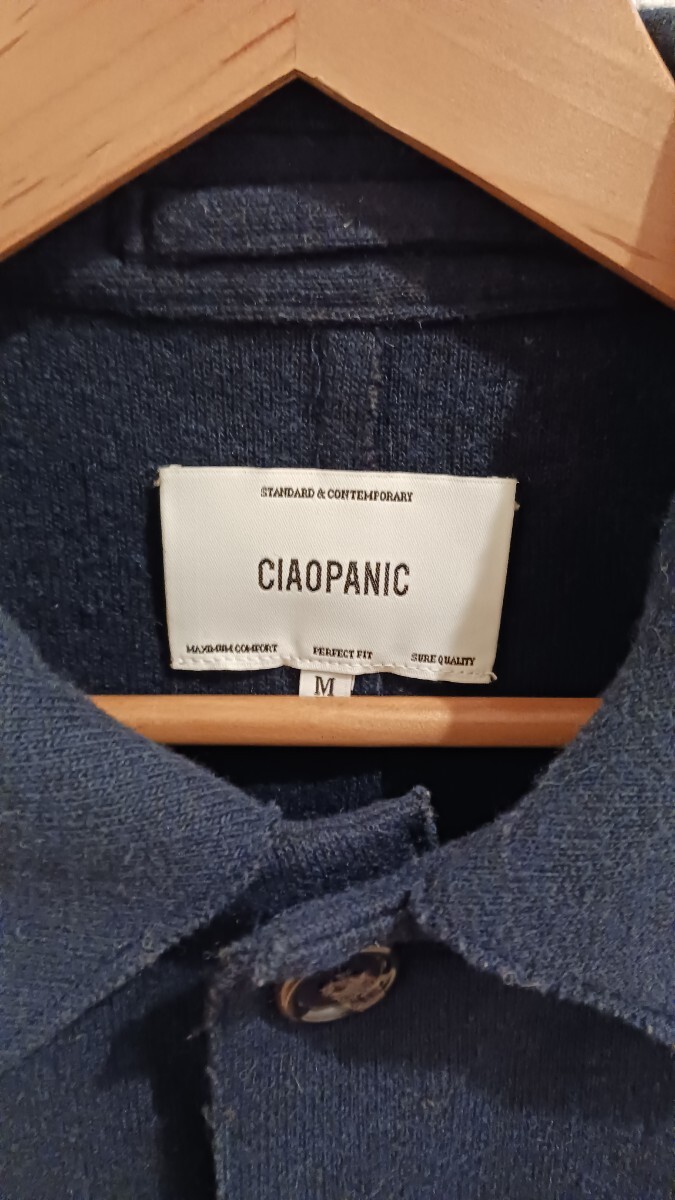 STANDARD & CONTEMPORARY
CIAOPANIC
MAXIMUM COMFORT PERFECT FIT SURE QUALITY
M